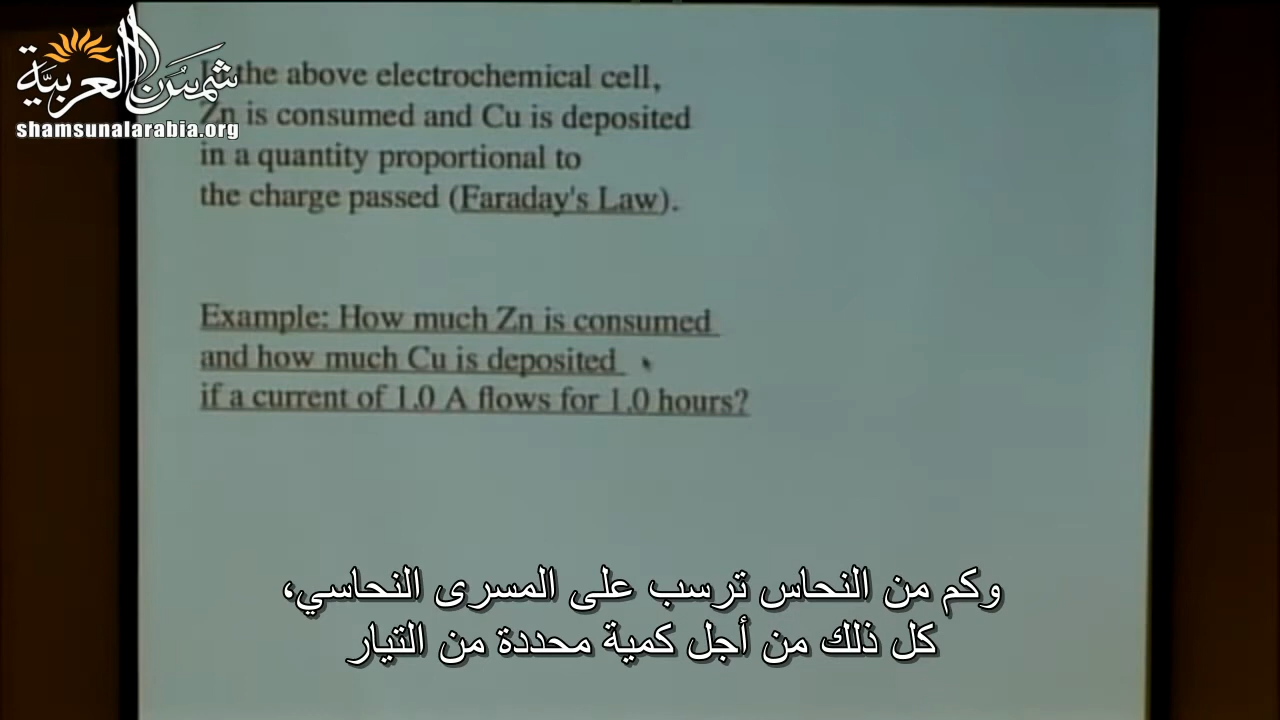 شمس العربية
shamsunalarabia.org
the above electrochemical cell,
Zn is consumed and Cu is deposited
in a quantity proportional to
the charge passed (Faraday's Law).
Example: How much Zn is consumed
and how much Cu is deposited
if a current of 1.0 A flows for 1.0 hours?
وكم من النحاس ترسب على المسرى النحاسي،
كل ذلك من أجل كمية محددة من التيار